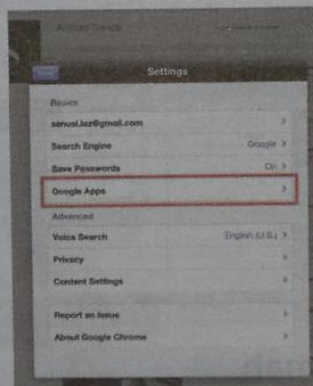 Settings
Basics
sanusi.laz@gmail.com
Search Engine Google
Save Passwords On
Google Apps
Advanced
Voice Search English (U.S.)
Privacy
Content Settings
Report an Issue
About Google Chrome